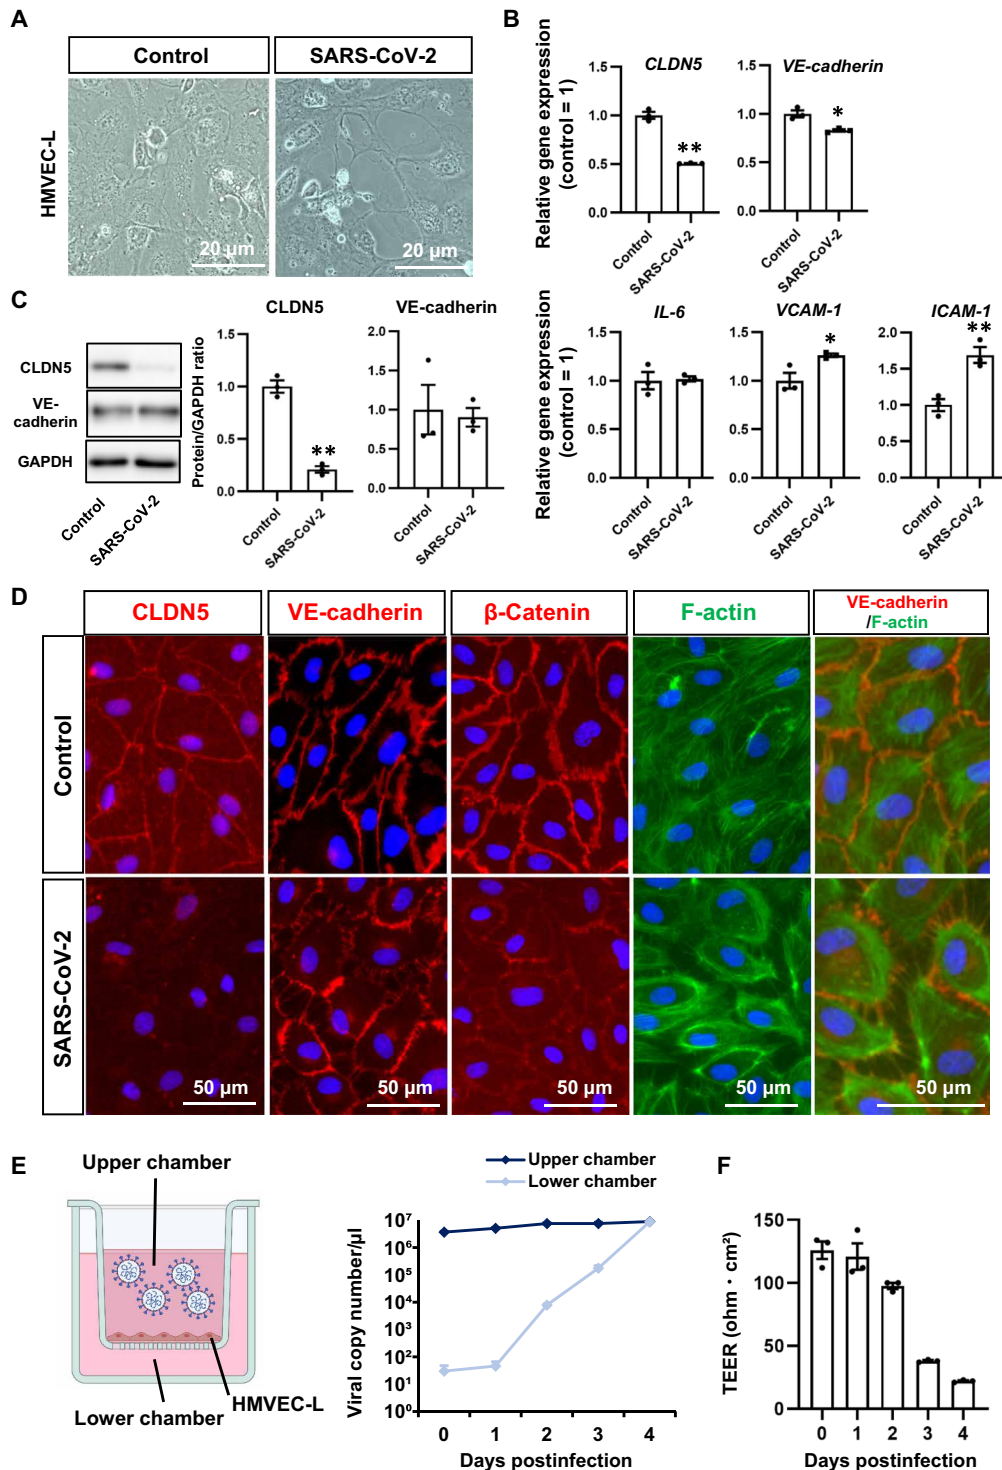 A
Control
SARS-CoV-2
HMVEC-L
20 μm
20 μm
B
Relative gene expression
(control = 1)
CLDN5
1.5
1.0
0.5
0.0
**
Control
SARS-CoV-2
VE-cadherin
1.5
1.0
0.5
0.0
*
Control
SARS-CoV-2
Relative gene expression
(control = 1)
IL-6
1.5
1.0
0.5
0.0
Control
SARS-CoV-2
VCAM-1
1.5
1.0
0.5
0.0
*
Control
SARS-CoV-2
ICAM-1
2.0
1.5
1.0
0.5
0.0
**
Control
SARS-CoV-2
C
CLDN5
VE-
cadherin
GAPDH
Control
SARS-CoV-2
Protein/GAPDH ratio
CLDN5
1.5
1.0
0.5
0.0
**
Control
SARS-CoV-2
VE-cadherin
2.0
1.5
1.0
0.5
0.0
Control
SARS-CoV-2
D
CLDN5
VE-cadherin
β-Catenin
F-actin
VE-cadherin
/F-actin
Control
SARS-CoV-2
50 μm
50 μm
50 μm
50 μm
50 μm
E
Upper chamber
Lower chamber
HMVEC-L
Upper chamber
Lower chamber
Viral copy number/μl
10⁷
10⁶
10⁵
10⁴
10³
10²
10¹
10⁰
0 1 2 3 4
Days postinfection
F
TEER (ohm・cm²)
150
100
50
0
0 1 2 3 4
Days postinfection